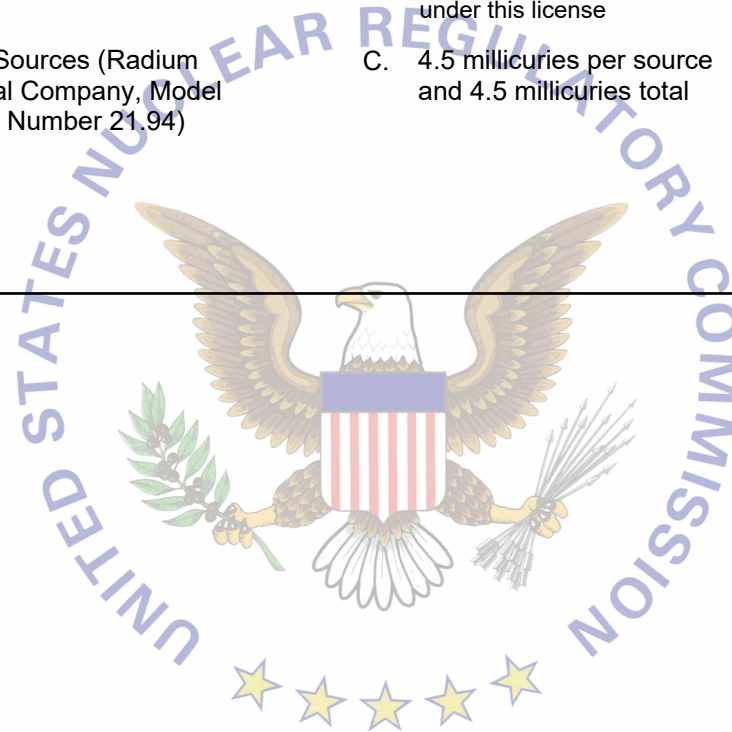 under this license
Sources (Radium
al Company, Model
Number 21.94)
C. 4.5 millicuries per source
and 4.5 millicuries total
UNITED STATES NUCLEAR REGULATORY COMMISSION